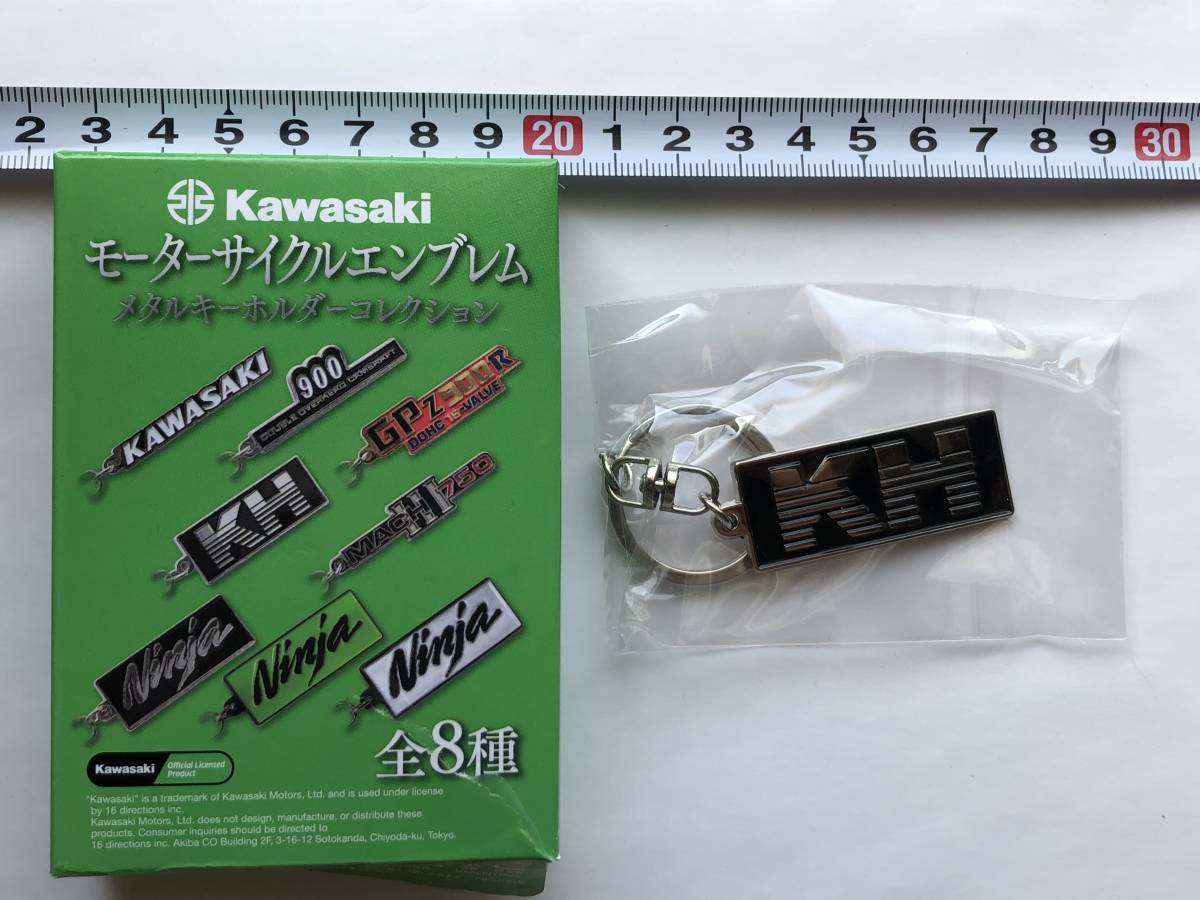 2 3 4 5 6 7 8 9 20 1 2 3 4 5 6 7 8 9 30
Kawasaki
モーターサイクルエンブレム
メタルキーホルダーコレクション
KAWASAKI
900
DOUBLE OVERHEAD CAMSHAFT
GPz900R
DOHC 16-VALVE
KH
MACH III 750
KH
Ninja
Ninja
Ninja
全8種
Kawasaki
Official Licensed
Product
"Kawasaki" is a trademark of Kawasaki Motors, Ltd. and is used under license
by 16 directions inc.
Kawasaki Motors, Ltd. does not design, manufacture, or distribute these
products. Consumer inquiries should be directed to
16 directions inc. Akiba CO Building 2F, 3-16-12 Sotokanda, Chiyoda-ku, Tokyo.